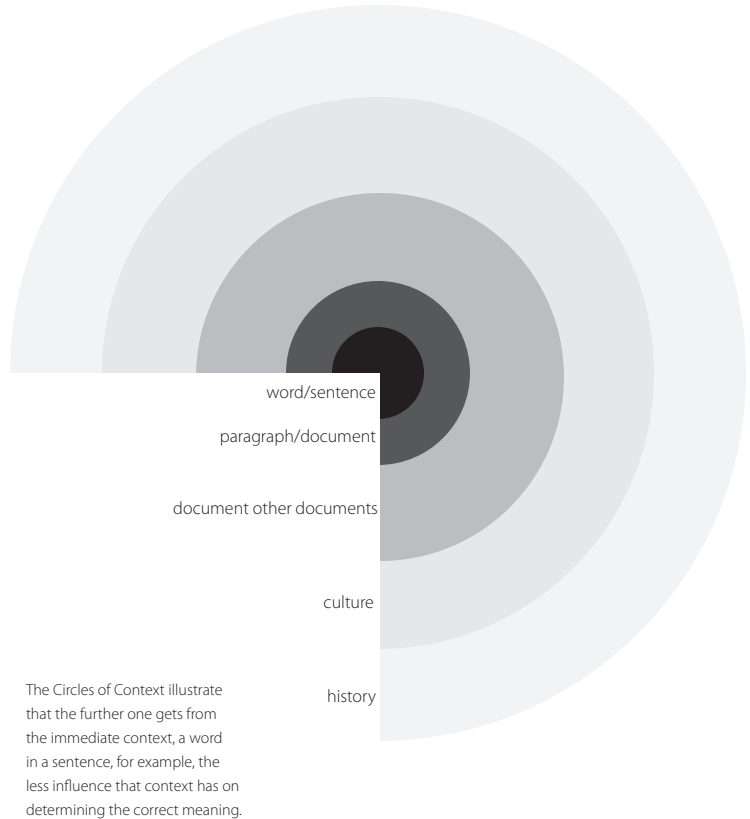 word/sentence
paragraph/document
document other documents
culture
history
The Circles of Context illustrate
that the further one gets from
the immediate context, a word
in a sentence, for example, the
less influence that context has on
determining the correct meaning.